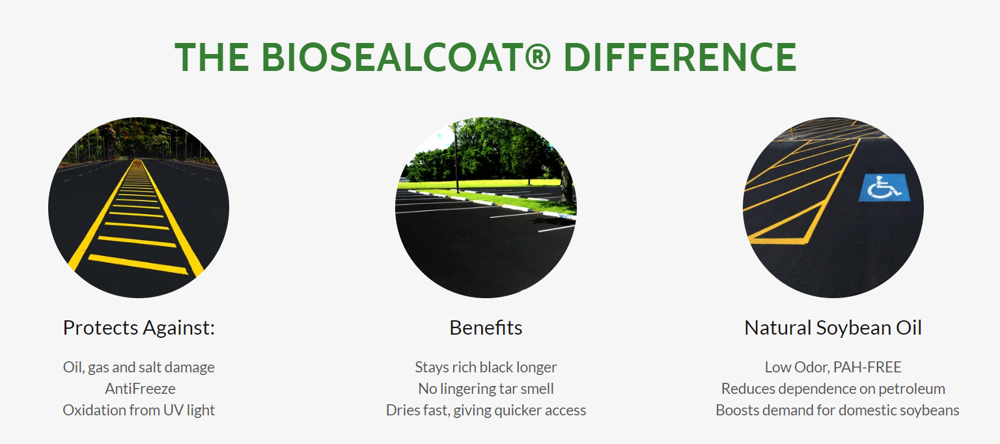 THE BIOSEALCOAT® DIFFERENCE
Protects Against:
Oil, gas and salt damage
AntiFreeze
Oxidation from UV light
Benefits
Stays rich black longer
No lingering tar smell
Dries fast, giving quicker access
Natural Soybean Oil
Low Odor, PAH-FREE
Reduces dependence on petroleum
Boosts demand for domestic soybeans